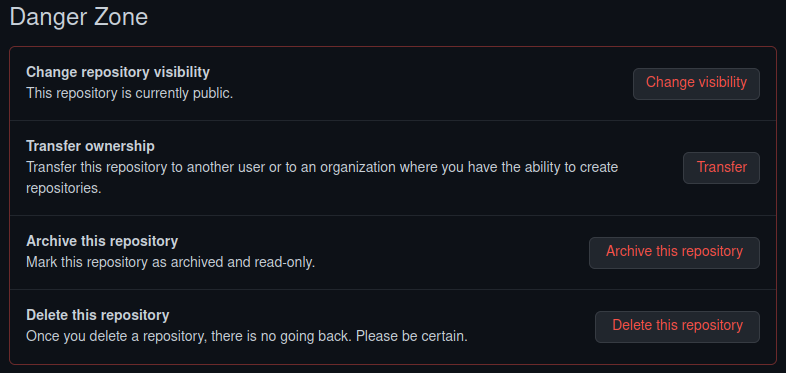 Danger Zone
Change repository visibility
This repository is currently public.
Change visibility
Transfer ownership
Transfer this repository to another user or to an organization where you have the ability to create
repositories.
Transfer
Archive this repository
Mark this repository as archived and read-only.
Archive this repository
Delete this repository
Once you delete a repository, there is no going back. Please be certain.
Delete this repository